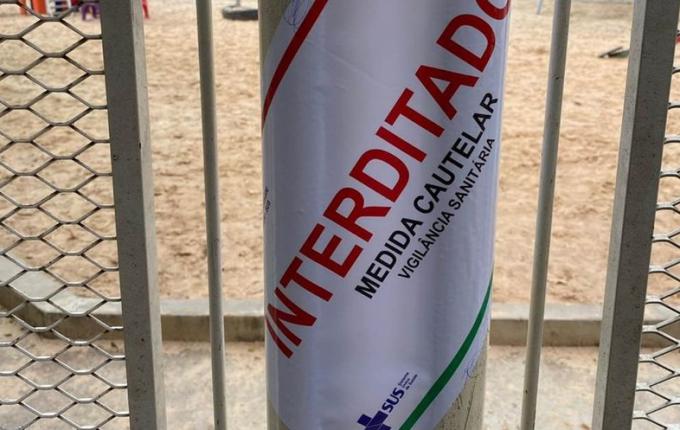 INTERDITADO
MEDIDA CAUTELAR
VIGILÂNCIA SANITÁRIA
SUS